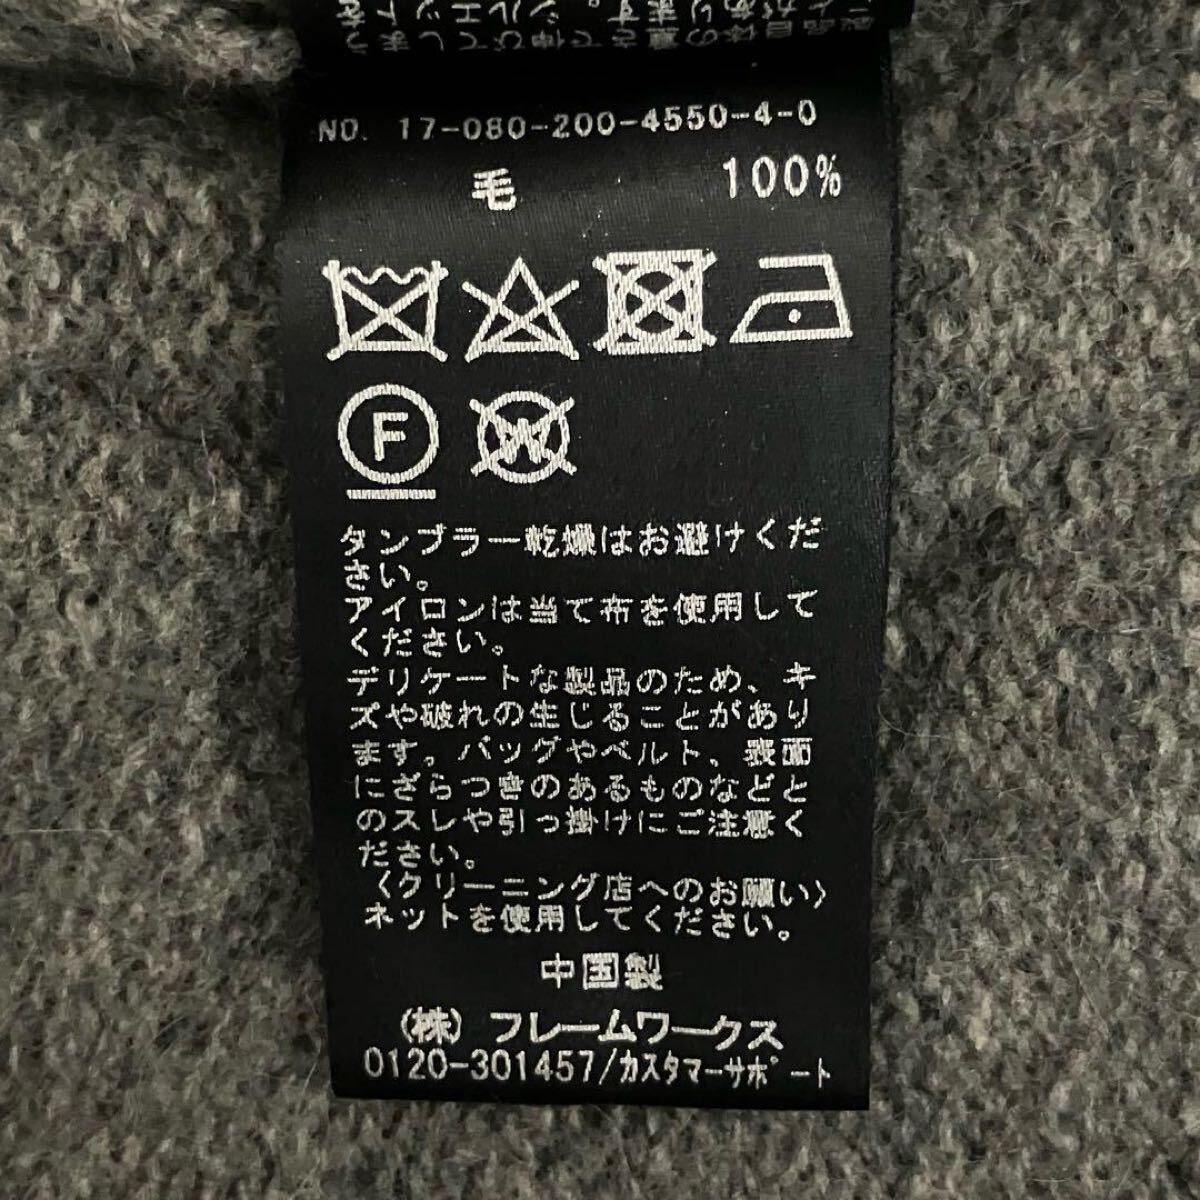 NO. 17-080-200-4550-4-0
毛 100%
F
W
タンブラー乾燥はお避けくだ
さい。
アイロンは当て布を使用して
ください。
デリケートな製品のため、キ
ズや破れの生じることがあり
ます。バッグやベルト、表面
にざらつきのあるものなどと
のスレや引っ掛けにご注意く
ださい。
〈クリーニング店へのお願い〉
ネットを使用してください。
中国製
(株)フレームワークス
0120-301457/カスタマーサポート